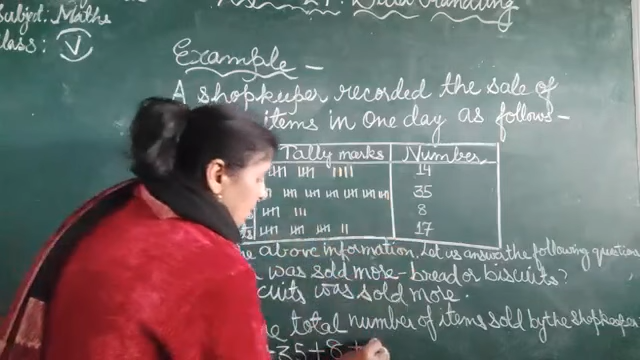 Subject: Maths
Class: V
Data Handling
Example -
A shopkeeper recorded the sale of
items in one day as follows -
Tally marks Number
14
35
8
17
above information, Let us answer the following questions
was sold more - bread or biscuits?
was sold more.
total number of items sold by the shopkeeper
35 + 8 +